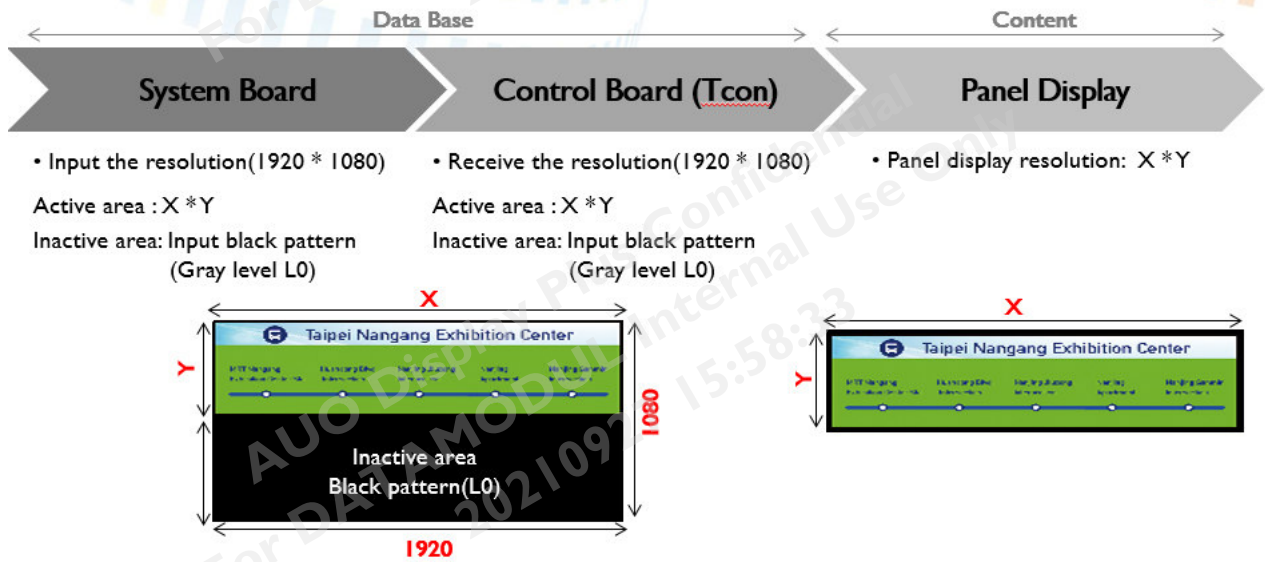 Data Base
Content
System Board
Control Board (Tcon)
Panel Display
• Input the resolution(1920 * 1080)
Active area : X * Y
Inactive area: Input black pattern
(Gray level L0)
• Receive the resolution(1920 * 1080)
Active area : X * Y
Inactive area: Input black pattern
(Gray level L0)
• Panel display resolution: X * Y
X
Y
Taipei Nangang Exhibition Center
1080
Inactive area
Black pattern(L0)
1920
X
Y
Taipei Nangang Exhibition Center
AUO Display Plus Confidential
For DATAMODUL Internal Use Only
15:58:33